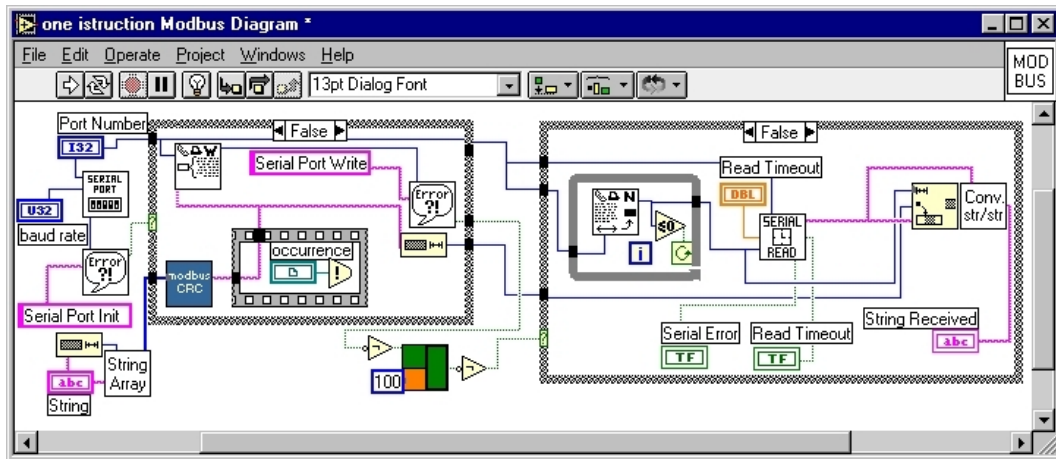 one istruction Modbus Diagram *
File Edit Operate Project Windows Help
MOD
BUS
13pt Dialog Font
Port Number
I32
SERIAL
PORT
U32
baud rate
Error
?!
Serial Port Init
String
Array
abc
String
False
W
Serial Port Write
Error
?!
occurrence
!
modbus
CRC
100
False
Read Timeout
DBL
N
≤0
i
SERIAL
READ
Conv.
str/str
Serial Error
TF
Read Timeout
TF
String Received
abc